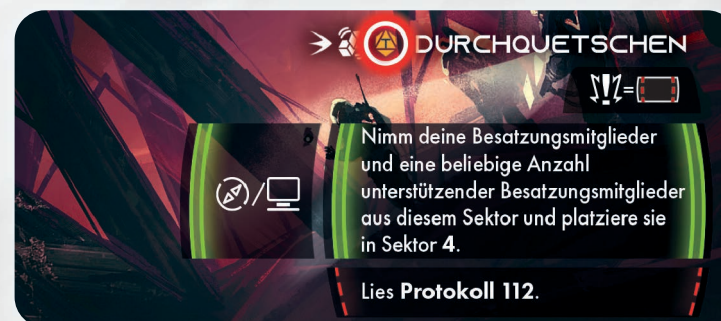 DURCHQUETSCHEN
Nimm deine Besatzungsmitglieder
und eine beliebige Anzahl
unterstützender Besatzungsmitglieder
aus diesem Sektor und platziere sie
in Sektor 4.
Lies Protokoll 112.